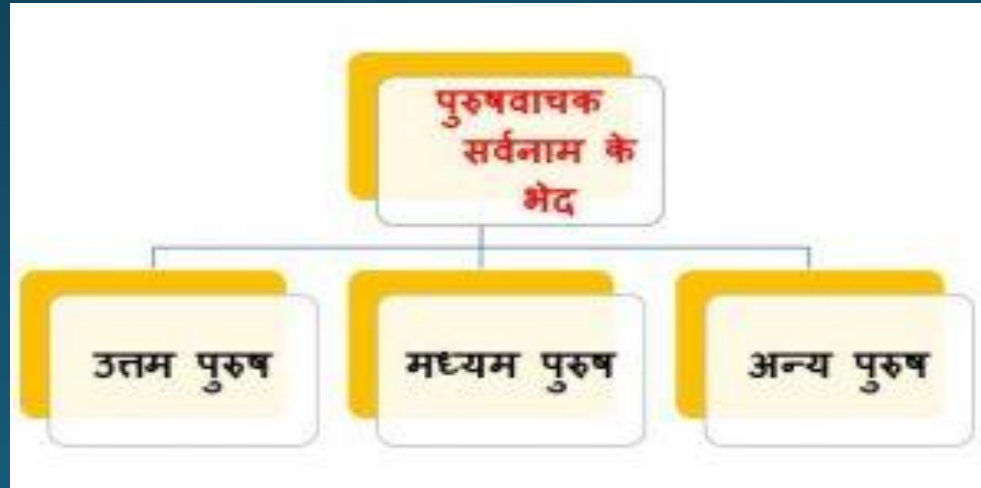 पुरुषवाचक
सर्वनाम के
भेद
उत्तम पुरुष
मध्यम पुरुष
अन्य पुरुष